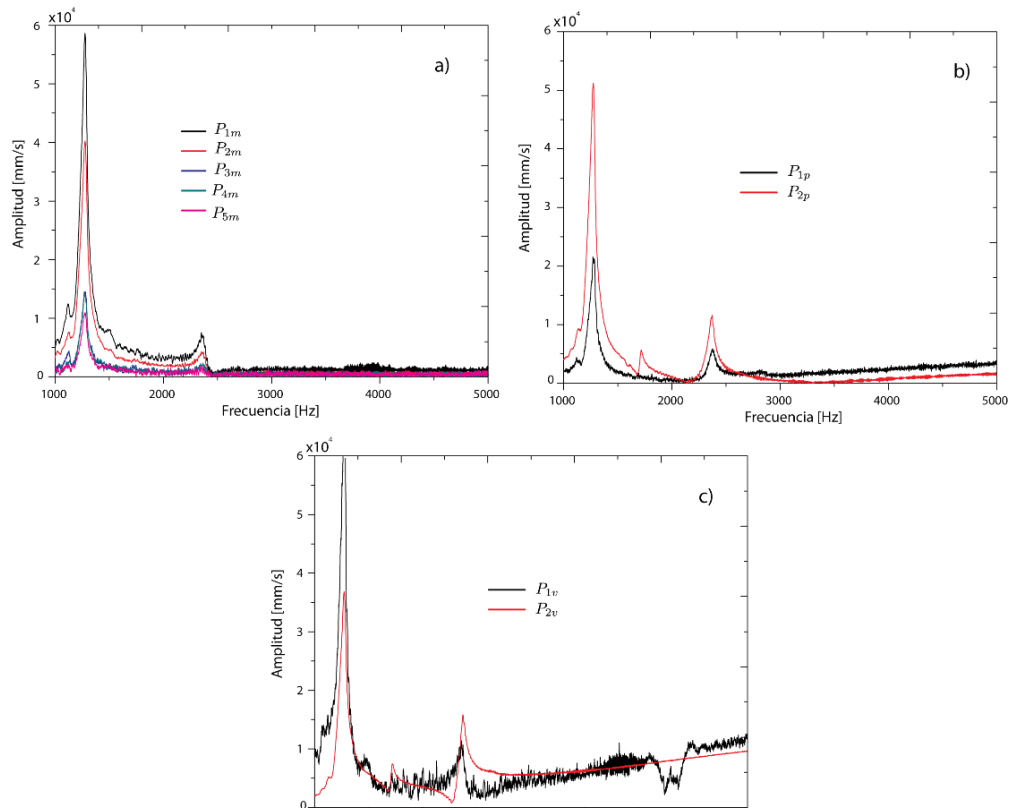 x10⁴
6
5
4
3
2
1
0
Amplitud [mm/s]
a)
P1m
P2m
P3m
P4m
P5m
1000
2000
3000
4000
5000
Frecuencia [Hz]
x10⁴
6
5
4
3
2
1
0
Amplitud [mm/s]
b)
P1p
P2p
1000
2000
3000
4000
5000
Frecuencia [Hz]
x10⁴
6
5
4
3
2
1
0
Amplitud [mm/s]
c)
P1v
P2v